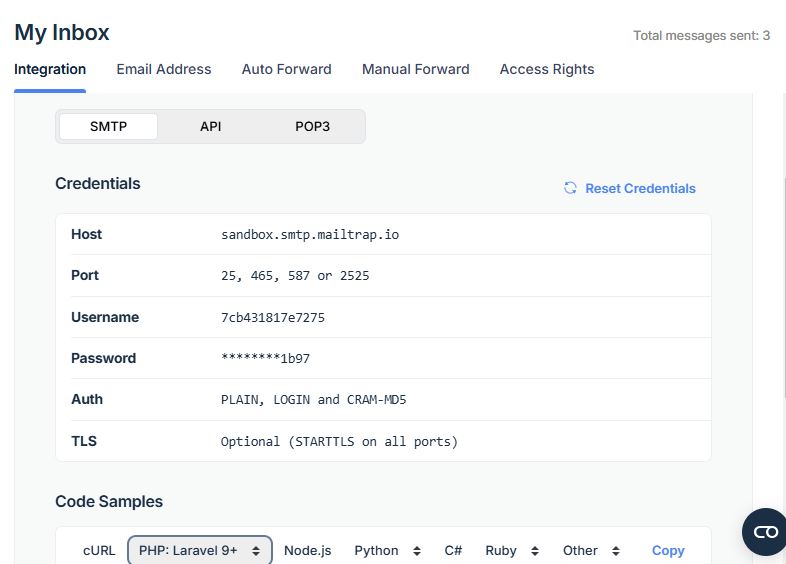 My Inbox
Total messages sent: 3
Integration Email Address Auto Forward Manual Forward Access Rights
SMTP API POP3
Credentials
Reset Credentials
Host sandbox.smtp.mailtrap.io
Port 25, 465, 587 or 2525
Username 7cb431817e7275
Password ********1b97
Auth PLAIN, LOGIN and CRAM-MD5
TLS Optional (STARTTLS on all ports)
Code Samples
cURL PHP: Laravel 9+ Node.js Python C# Ruby Other Copy